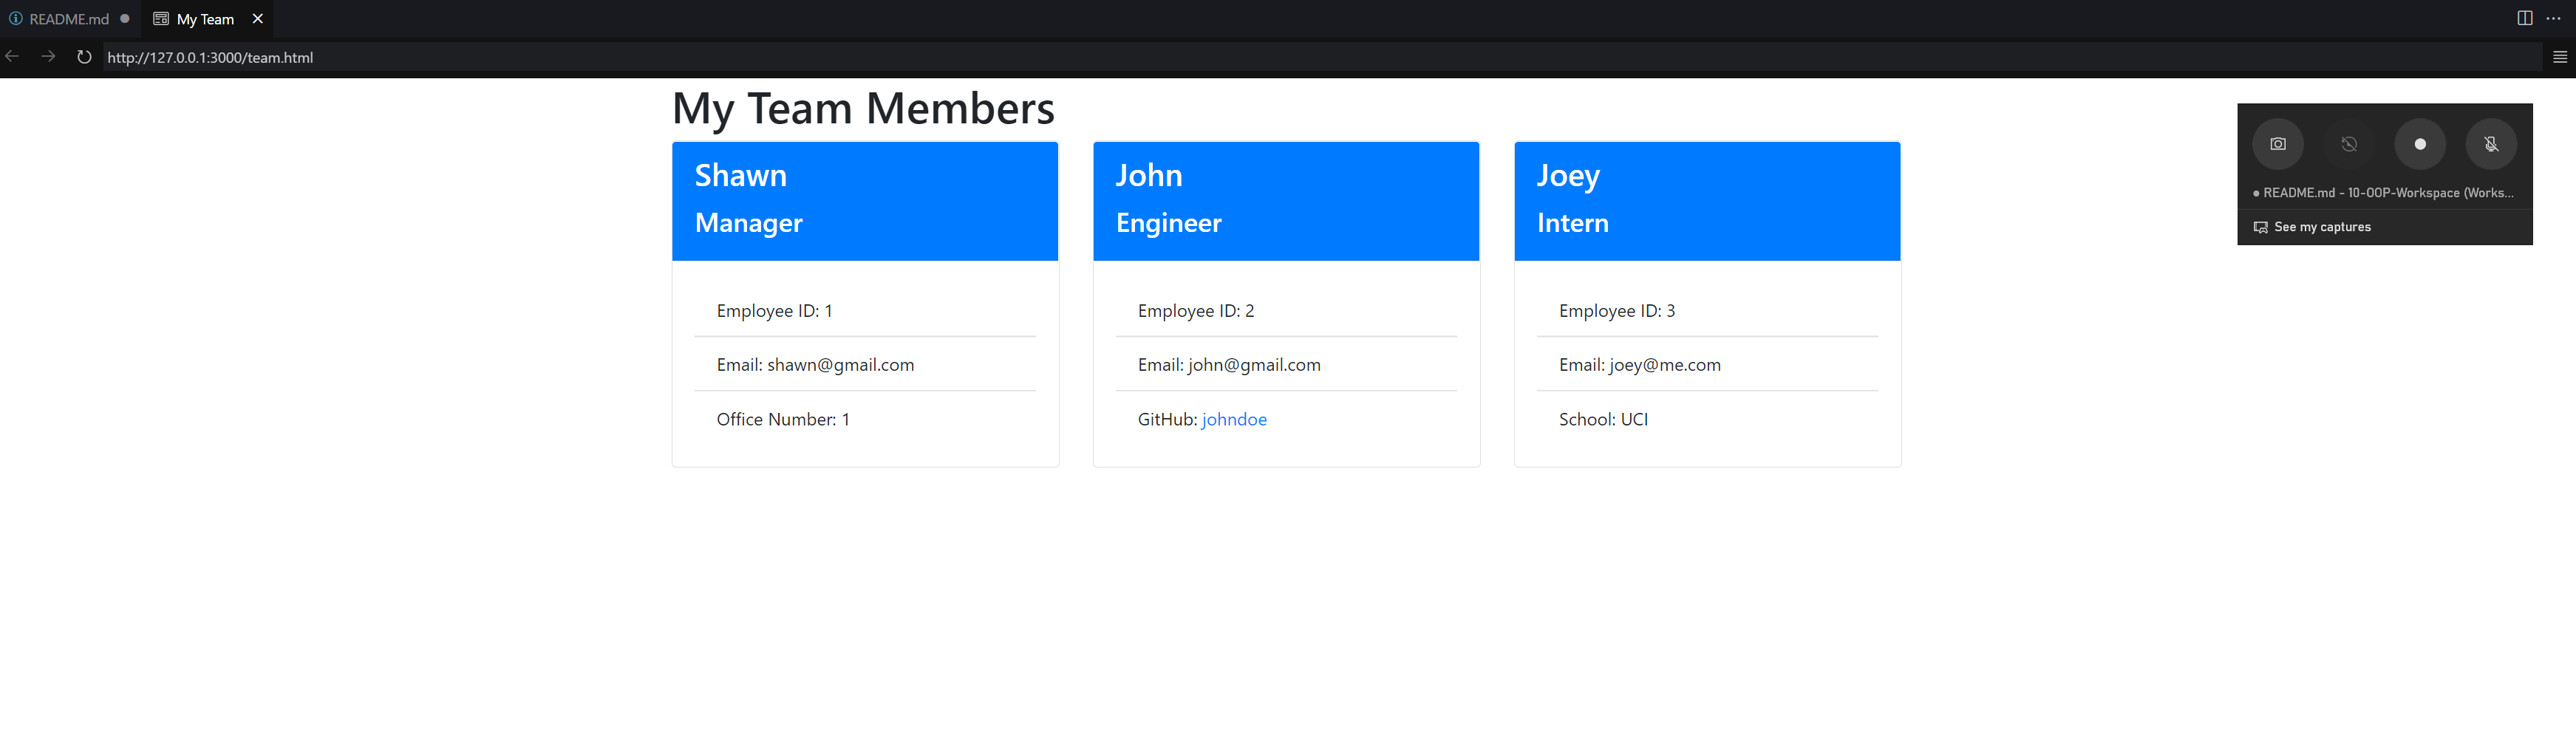 README.md
My Team
http://127.0.0.1:3000/team.html
My Team Members
Shawn
Manager
Employee ID: 1
Email: shawn@gmail.com
Office Number: 1
John
Engineer
Employee ID: 2
Email: john@gmail.com
GitHub: johndoe
Joey
Intern
Employee ID: 3
Email: joey@me.com
School: UCI
● README.md - 10-OOP-Workspace (Works...
See my captures